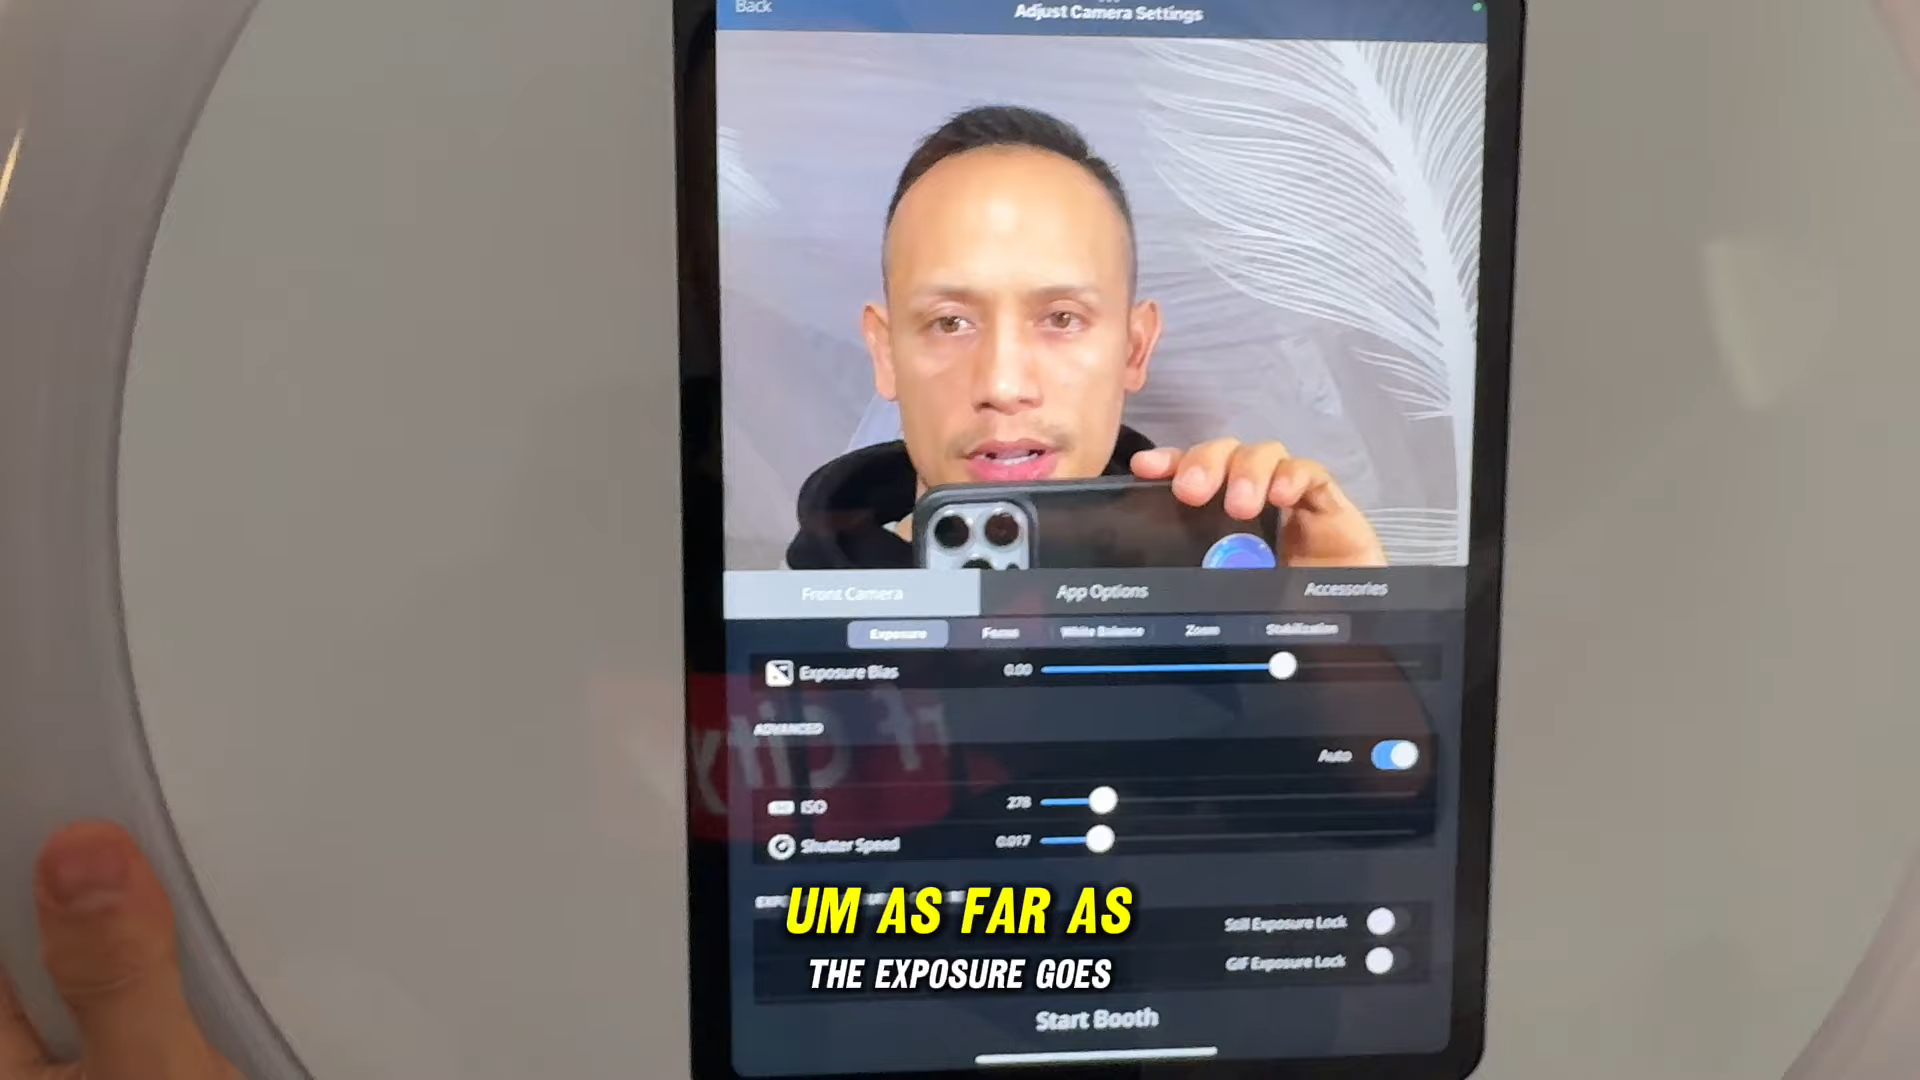 Back
Adjust Camera Settings
Front Camera
App Options
Accessories
Exposure
Focus
White Balance
Zoom
Stabilization
Exposure Bias
0.00
ADVANCED
Auto
ISO
278
Shutter Speed
0.017
UM AS FAR AS
Still Exposure Lock
THE EXPOSURE GOES
GIF Exposure Lock
Start Booth